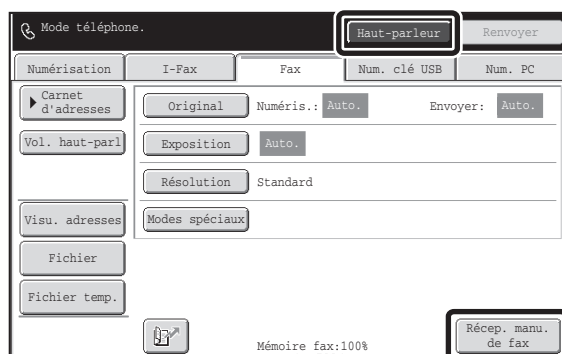 Mode téléphone.
Haut-parleur
Renvoyer
Numérisation
I-Fax
Fax
Num. clé USB
Num. PC
Carnet
d'adresses
Original
Numéris.: Auto.
Envoyer: Auto.
Vol. haut-parl
Exposition
Auto.
Résolution
Standard
Visu. adresses
Modes spéciaux
Fichier
Fichier temp.
Mémoire fax:100%
Récep. manu.
de fax